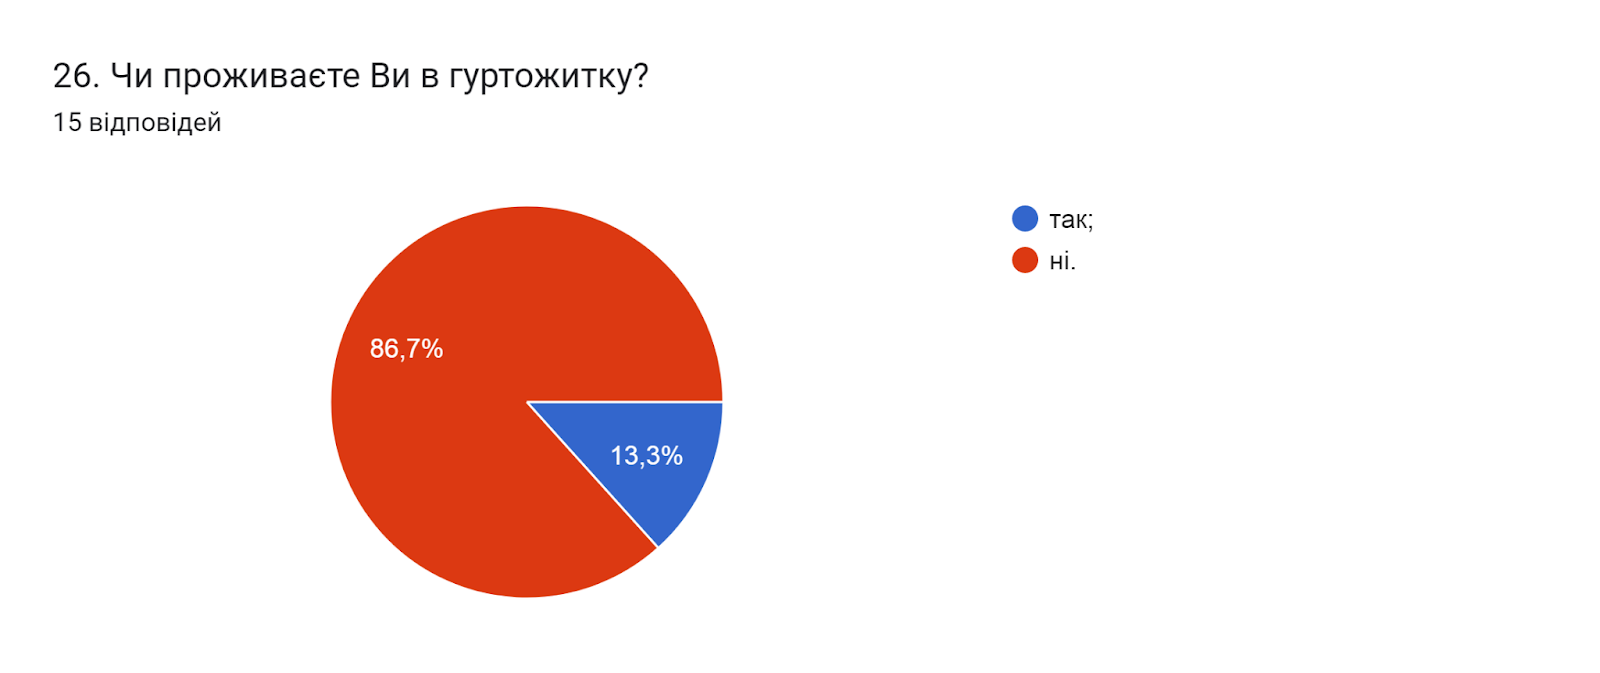 26. Чи проживаєте Ви в гуртожитку?
15 відповідей
так;
ні.
86,7%
13,3%